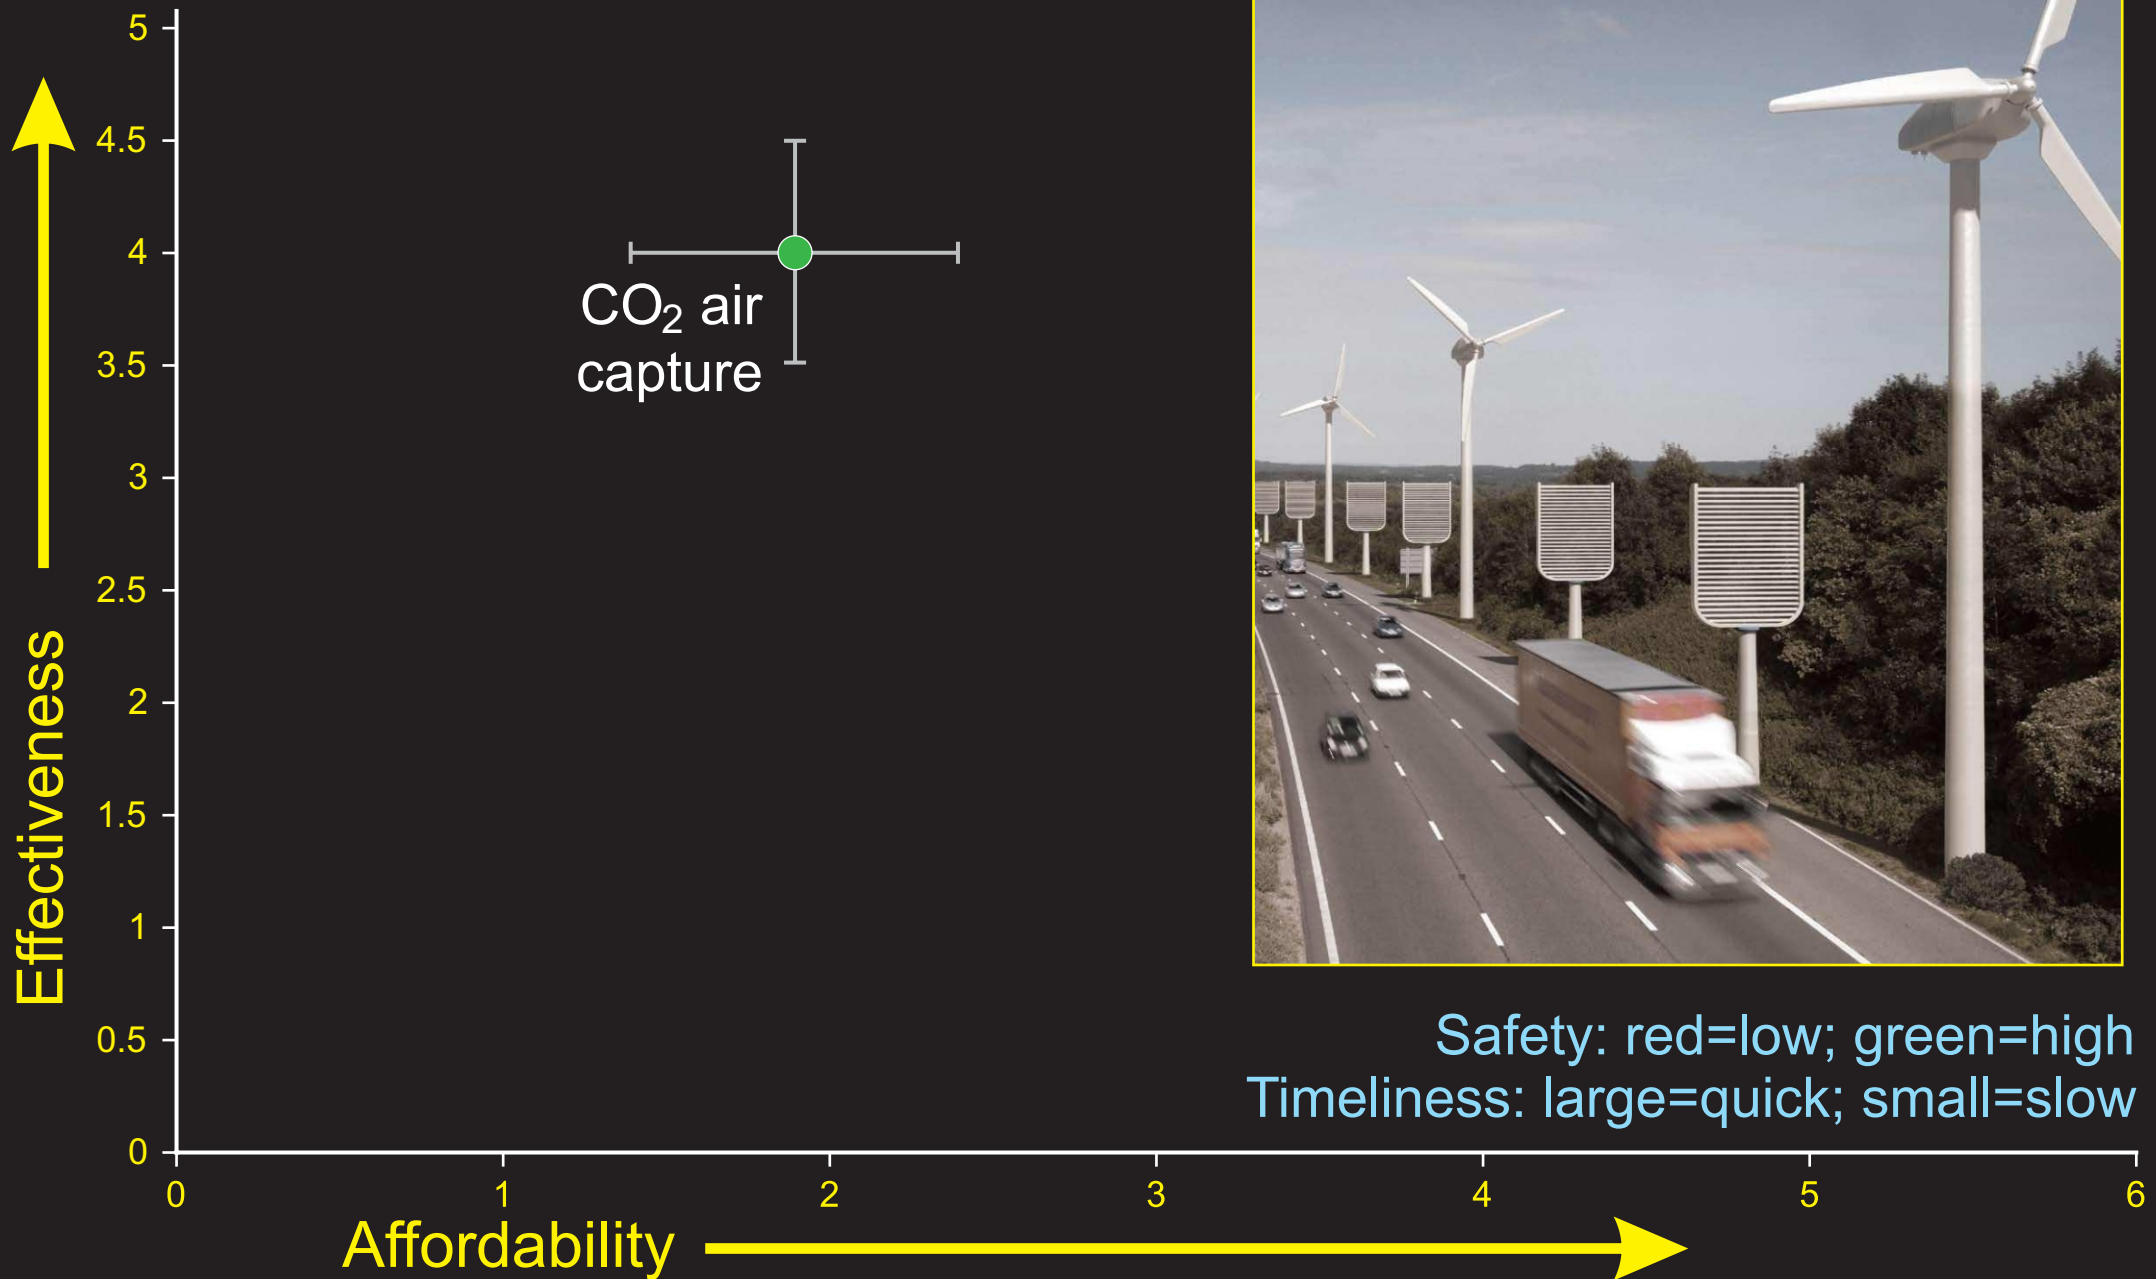 5
4.5
4
3.5
3
2.5
2
1.5
1
0.5
0
Effectiveness
CO₂ air
capture
Safety: red=low; green=high
Timeliness: large=quick; small=slow
0 1 2 3 4 5 6
Affordability